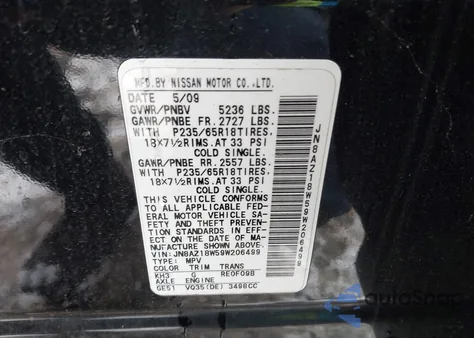 MFD.BY NISSAN MOTOR CO.,LTD.
DATE 5/09
GVWR/PNBV 5236 LBS.
GAWR/PNBE FR. 2727 LBS.
WITH P235/65R18TIRES,
18X7½RIMS.AT 33 PSI
COLD SINGLE.
GAWR/PNBE RR. 2557 LBS.
WITH P235/65R18TIRES,
18X7½RIMS.AT 33 PSI
COLD SINGLE.
THIS VEHICLE CONFORMS
TO ALL APPLICABLE FED-
ERAL MOTOR VEHICLE SA-
FETY AND THEFT PREVEN-
TION STANDARDS IN EFF-
ECT ON THE DATE OF MA-
NUFACTURE SHOWN ABOVE.
VIN:JN8AZ18W59W206499
TYPE: MPV
COLOR TRIM TRANS
KH3 G RE0F09B
AXLE ENGINE
GE51 VQ35(DE) 3498CC
JN8AZ18W59W206499
autoSnap